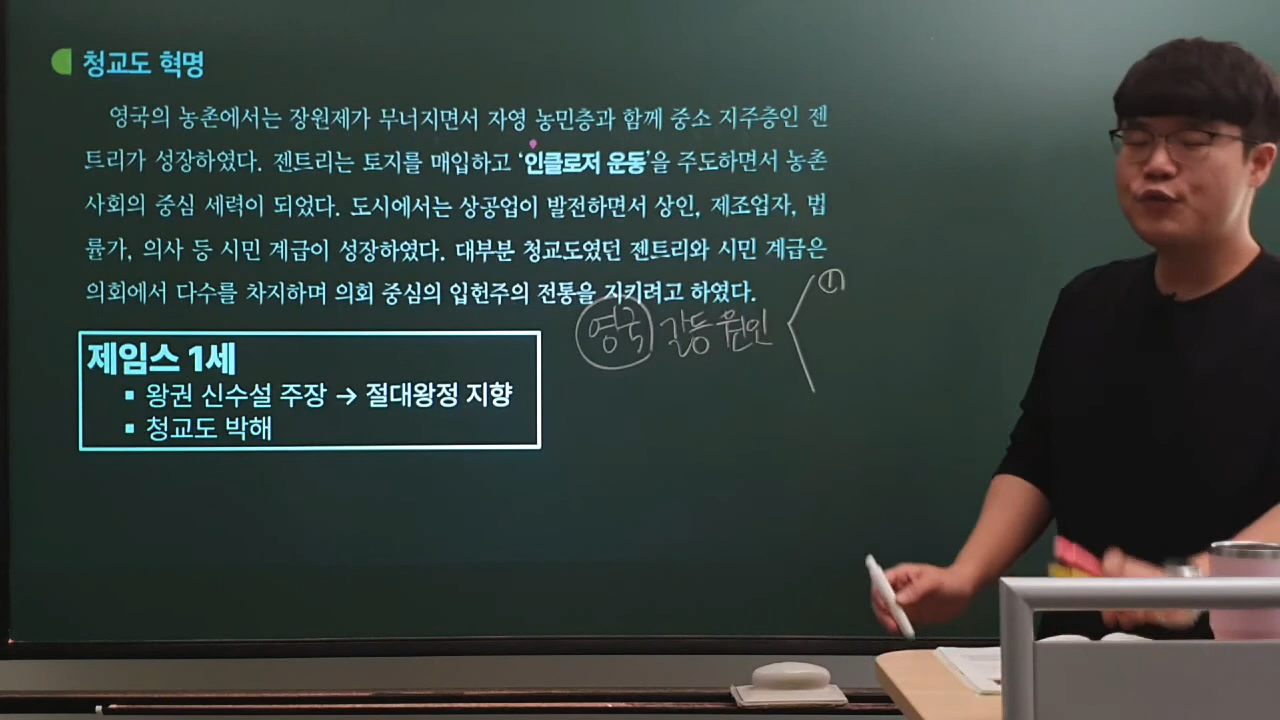 청교도 혁명
영국의 농촌에서는 장원제가 무너지면서 자영 농민층과 함께 중소 지주층인 젠
트리가 성장하였다. 젠트리는 토지를 매입하고 '인클로저 운동'을 주도하면서 농촌
사회의 중심 세력이 되었다. 도시에서는 상공업이 발전하면서 상인, 제조업자, 법
률가, 의사 등 시민 계급이 성장하였다. 대부분 청교도였던 젠트리와 시민 계급은
의회에서 다수를 차지하며 의회 중심의 입헌주의 전통을 지키려고 하였다.
영국 갈등 원인 ①
제임스 1세
▪ 왕권 신수설 주장 → 절대왕정 지향
▪ 청교도 박해